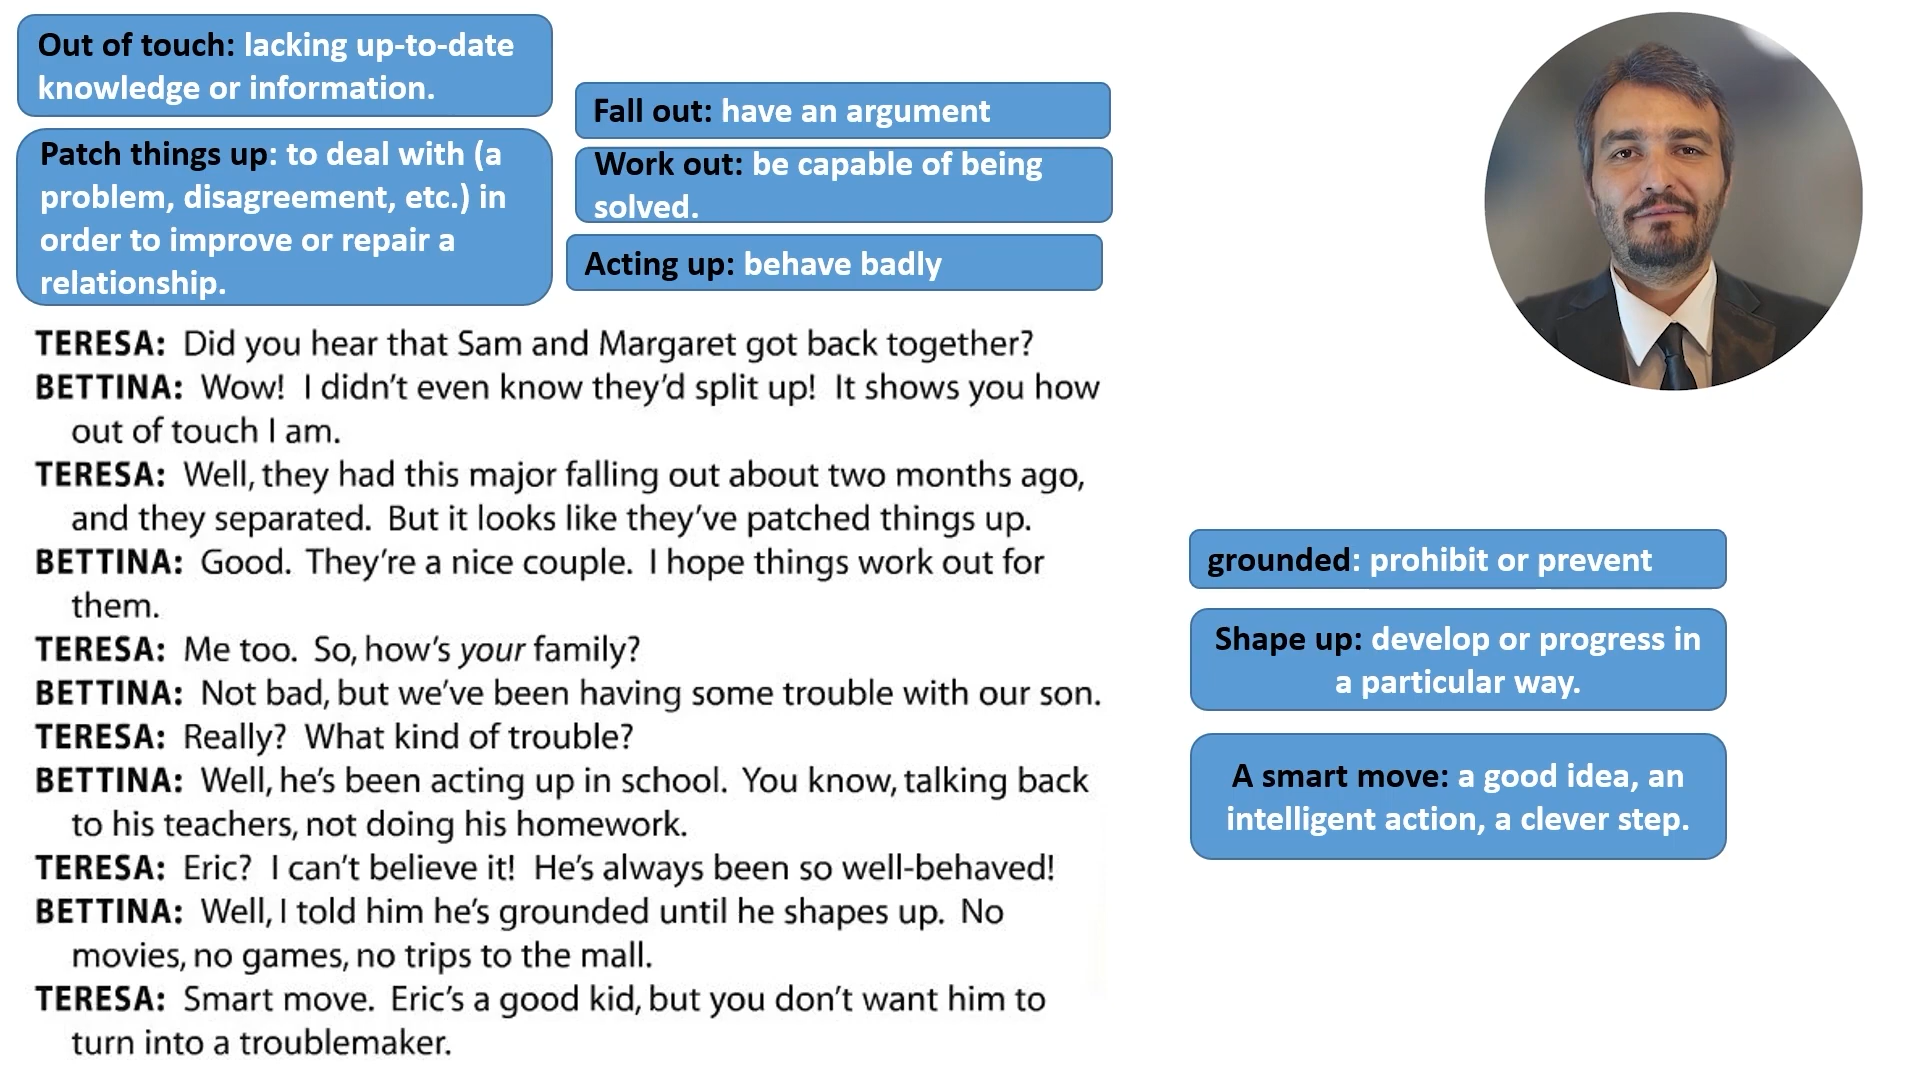 Out of touch: lacking up-to-date
knowledge or information.
Patch things up: to deal with (a
problem, disagreement, etc.) in
order to improve or repair a
relationship.
Fall out: have an argument
Work out: be capable of being
solved.
Acting up: behave badly
TERESA: Did you hear that Sam and Margaret got back together?
BETTINA: Wow! I didn't even know they'd split up! It shows you how
out of touch I am.
TERESA: Well, they had this major falling out about two months ago,
and they separated. But it looks like they've patched things up.
BETTINA: Good. They're a nice couple. I hope things work out for
them.
TERESA: Me too. So, how's your family?
BETTINA: Not bad, but we've been having some trouble with our son.
TERESA: Really? What kind of trouble?
BETTINA: Well, he's been acting up in school. You know, talking back
to his teachers, not doing his homework.
TERESA: Eric? I can't believe it! He's always been so well-behaved!
BETTINA: Well, I told him he's grounded until he shapes up. No
movies, no games, no trips to the mall.
TERESA: Smart move. Eric's a good kid, but you don't want him to
turn into a troublemaker.
grounded: prohibit or prevent
Shape up: develop or progress in
a particular way.
A smart move: a good idea, an
intelligent action, a clever step.